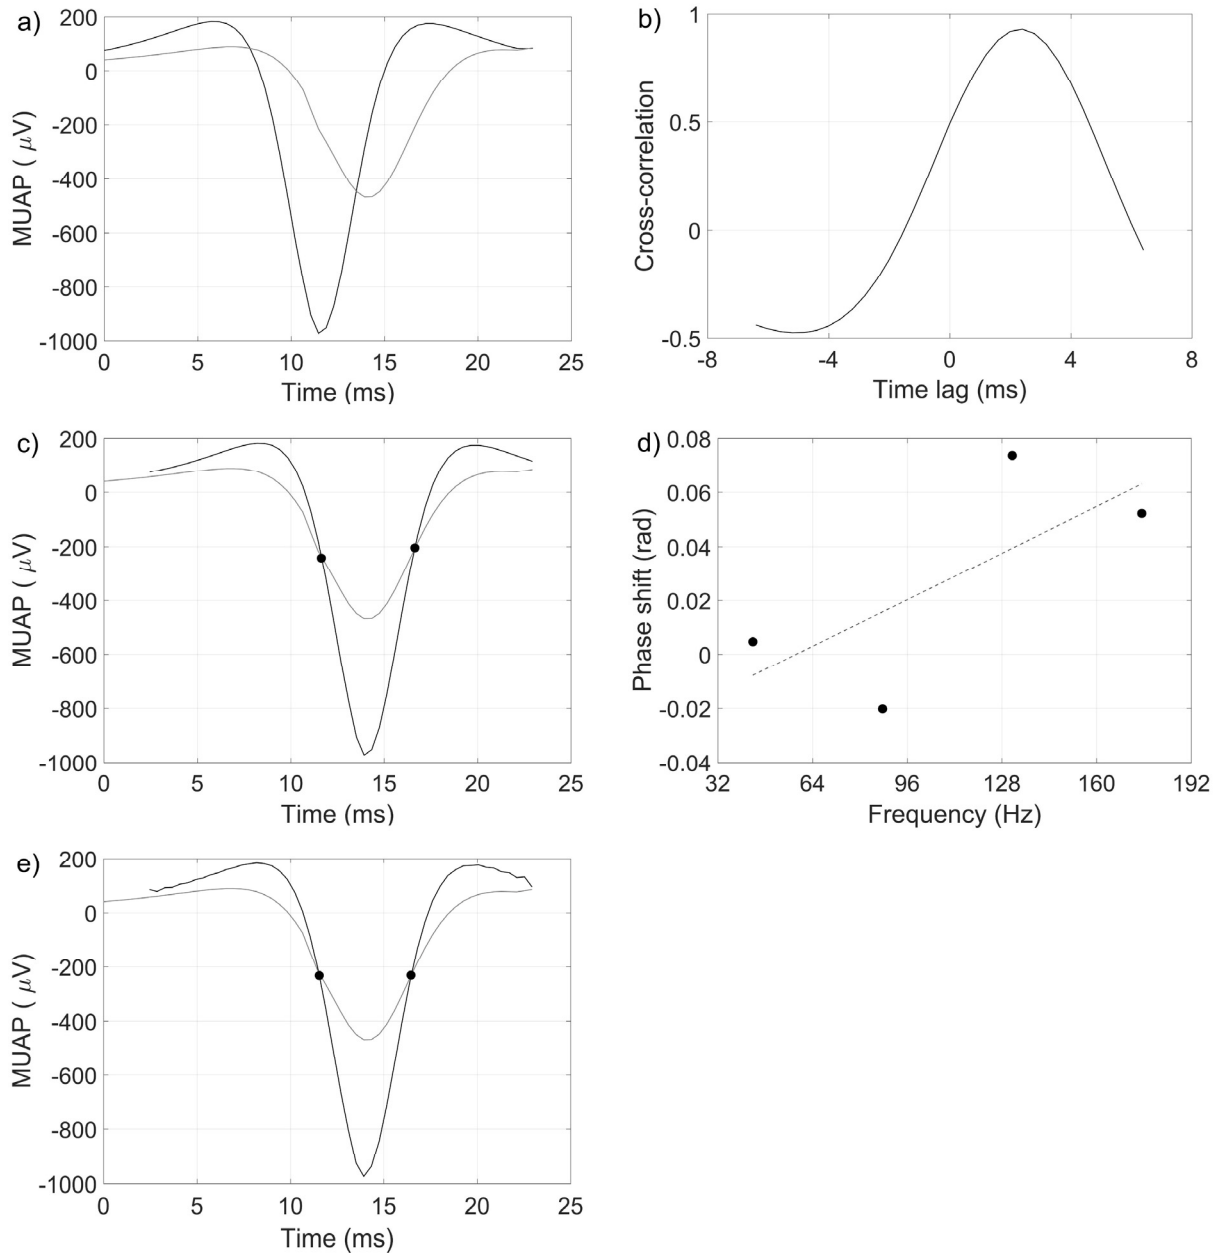 a)
200
0
-200
-400
-600
-800
-1000
MUAP ( μV)
0 5 10 15 20 25
Time (ms)
b)
1
0.5
0
-0.5
Cross-correlation
-8 -4 0 4 8
Time lag (ms)
c)
200
0
-200
-400
-600
-800
-1000
MUAP ( μV)
0 5 10 15 20 25
Time (ms)
d)
0.08
0.06
0.04
0.02
0
-0.02
-0.04
Phase shift (rad)
32 64 96 128 160 192
Frequency (Hz)
e)
200
0
-200
-400
-600
-800
-1000
MUAP ( μV)
0 5 10 15 20 25
Time (ms)